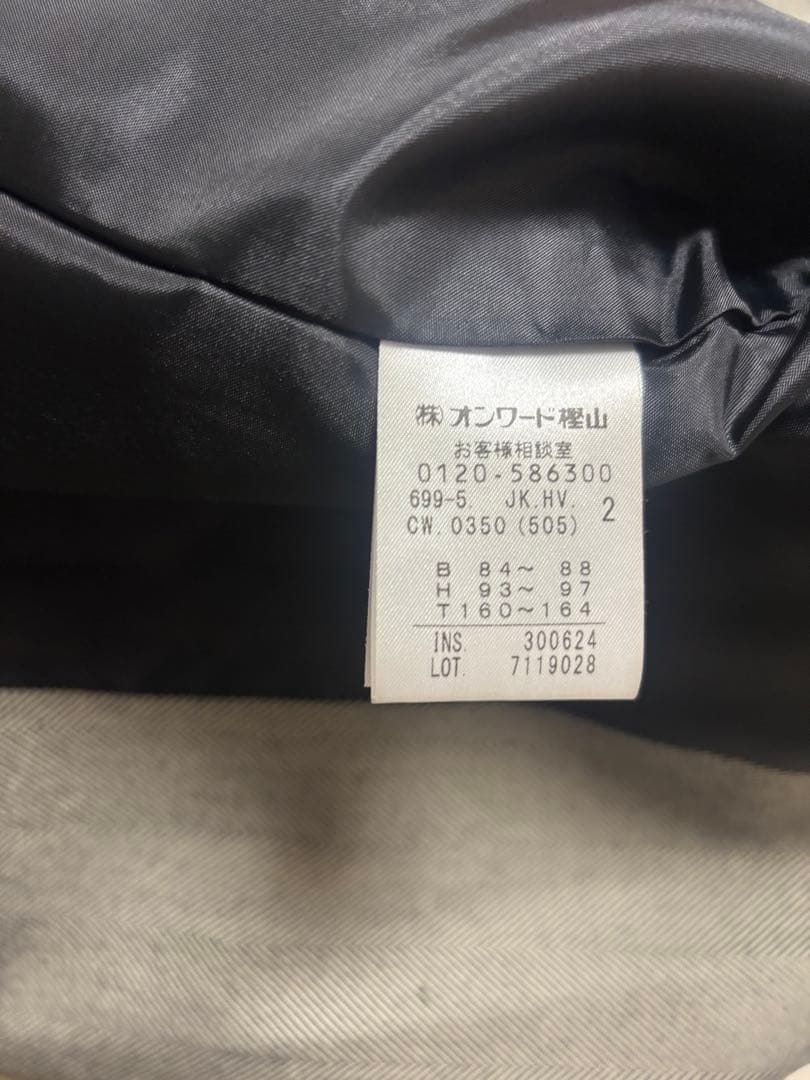 ㈱オンワード樫山
お客様相談室
0120-586300
699-5. JK.HV. 2
CW.0350(505)
B 84～ 88
H 93～ 97
T160～164
INS. 300624
LOT. 7119028